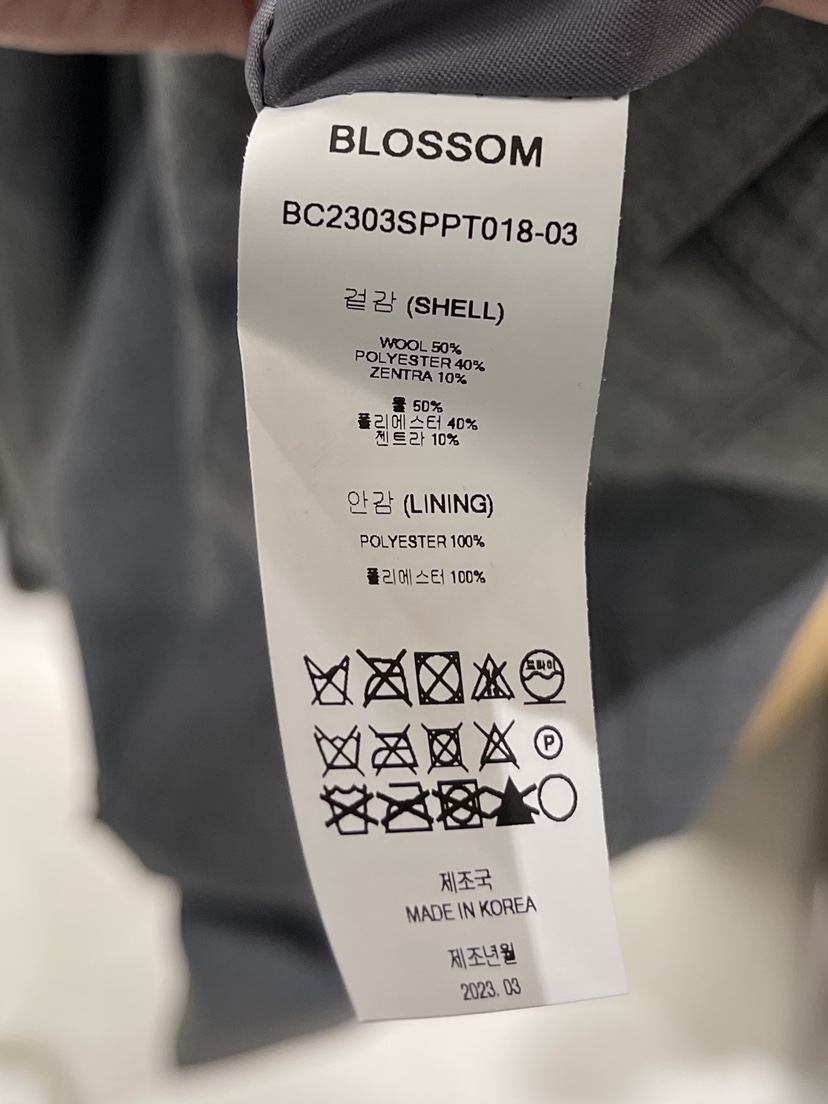 BLOSSOM
BC2303SPPT018-03
겉감 (SHELL)
WOOL 50%
POLYESTER 40%
ZENTRA 10%
울 50%
폴리에스터 40%
젠트라 10%
안감 (LINING)
POLYESTER 100%
폴리에스터 100%
드라이
P
제조국
MADE IN KOREA
제조년월
2023. 03